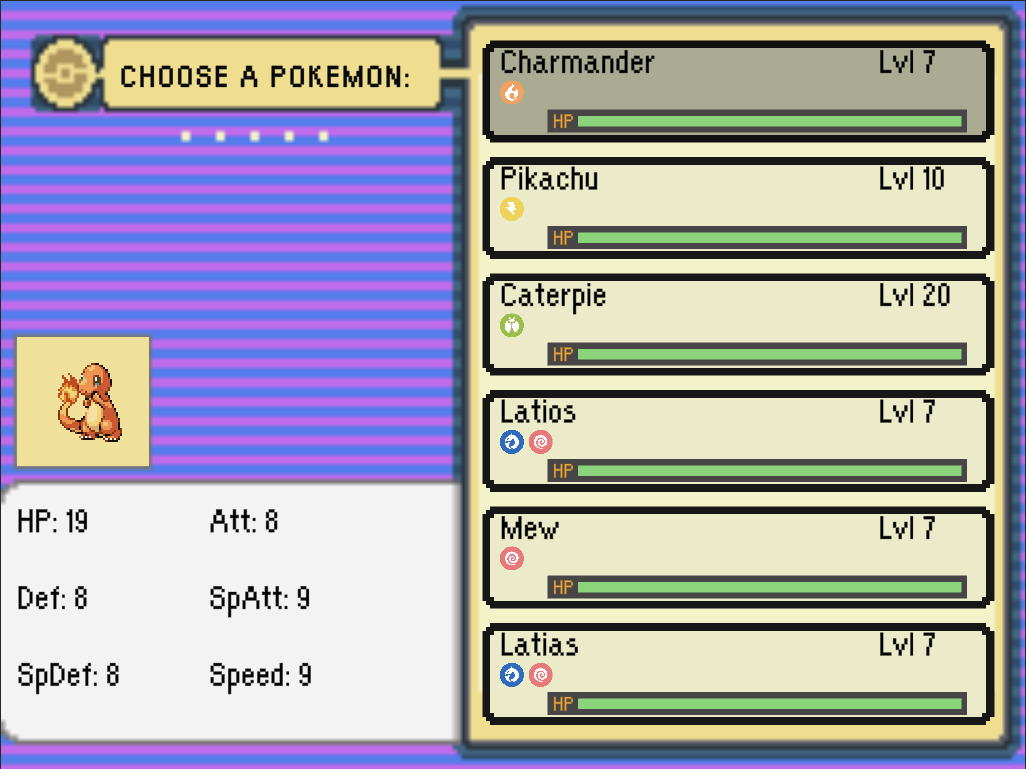 CHOOSE A POKEMON:
Charmander Lvl 7
HP
Pikachu Lvl 10
HP
Caterpie Lvl 20
HP
Latios Lvl 7
HP
Mew Lvl 7
HP
Latias Lvl 7
HP
HP: 19 Att: 8
Def: 8 SpAtt: 9
SpDef: 8 Speed: 9